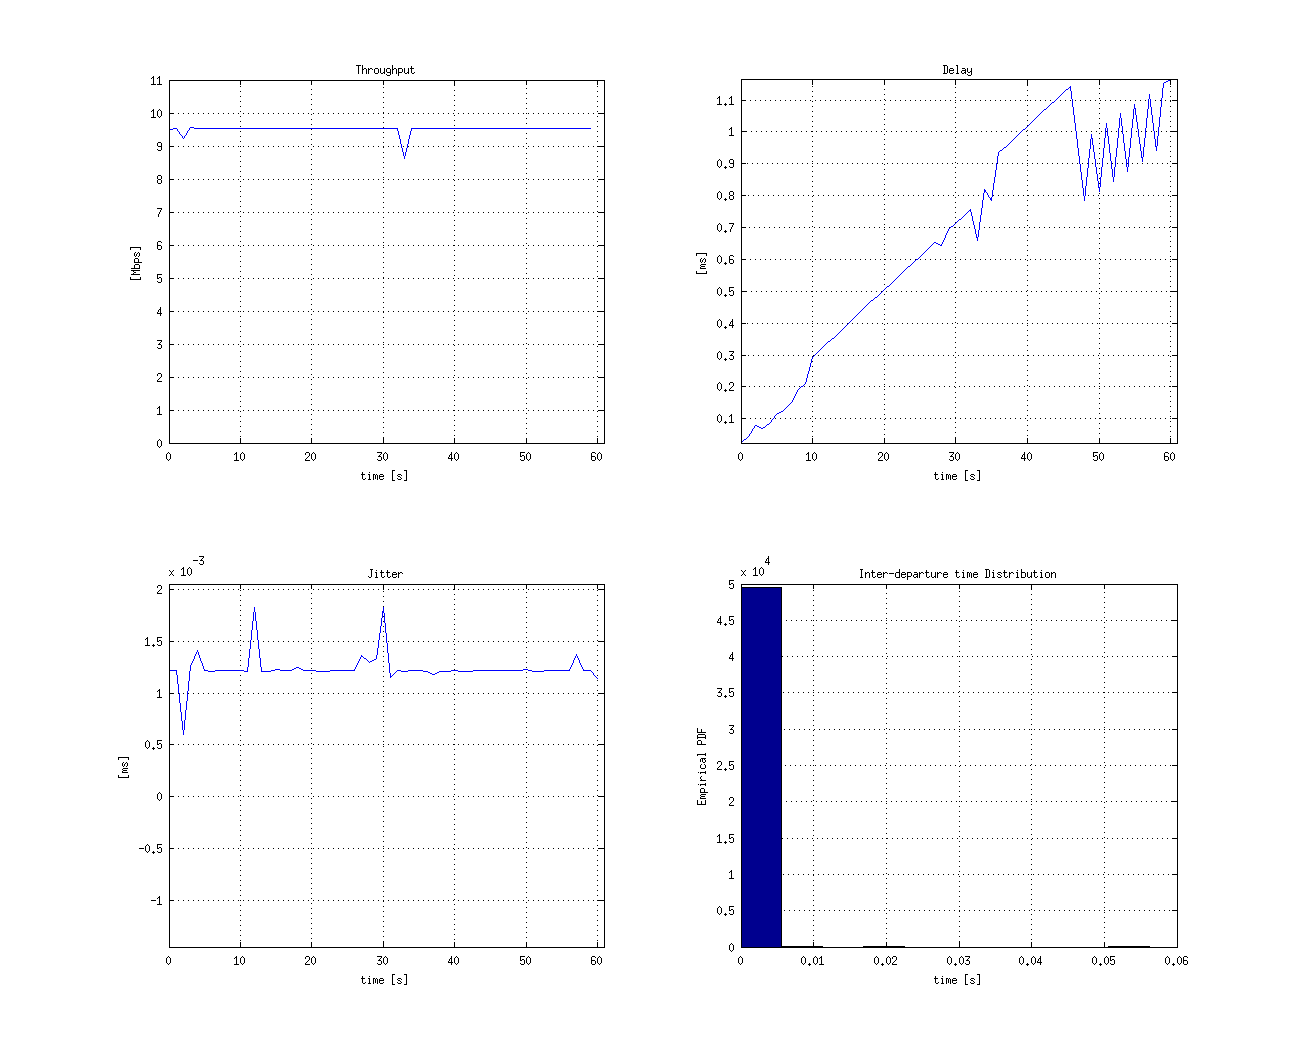 Throughput
11
10
9
8
7
6
5
4
3
2
1
0
[Mbps]
0 10 20 30 40 50 60
time [s]
Delay
1.1
1
0.9
0.8
0.7
0.6
0.5
0.4
0.3
0.2
0.1
[ms]
0 10 20 30 40 50 60
time [s]
x 10^-3
Jitter
2
1.5
1
0.5
0
-0.5
-1
[ms]
0 10 20 30 40 50 60
time [s]
x 10^4
Inter-departure time Distribution
5
4.5
4
3.5
3
2.5
2
1.5
1
0.5
0
Empirical PDF
0 0.01 0.02 0.03 0.04 0.05 0.06
time [s]